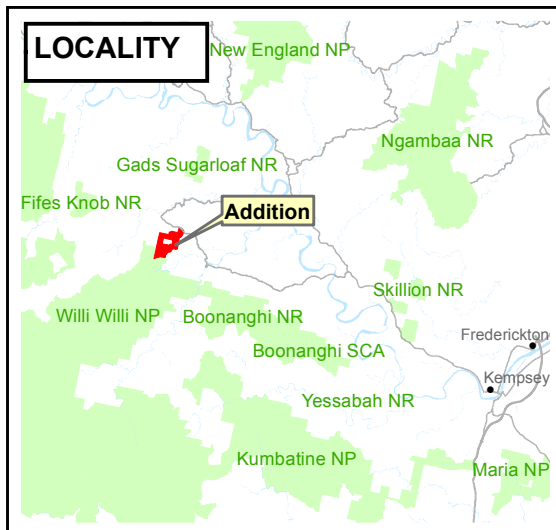 LOCALITY
New England NP
Ngambaa NR
Gads Sugarloaf NR
Fifes Knob NR
Addition
Skillion NR
Willi Willi NP
Boonanghi NR
Frederickton
Boonanghi SCA
Kempsey
Yessabah NR
Kumbatine NP
Maria NP